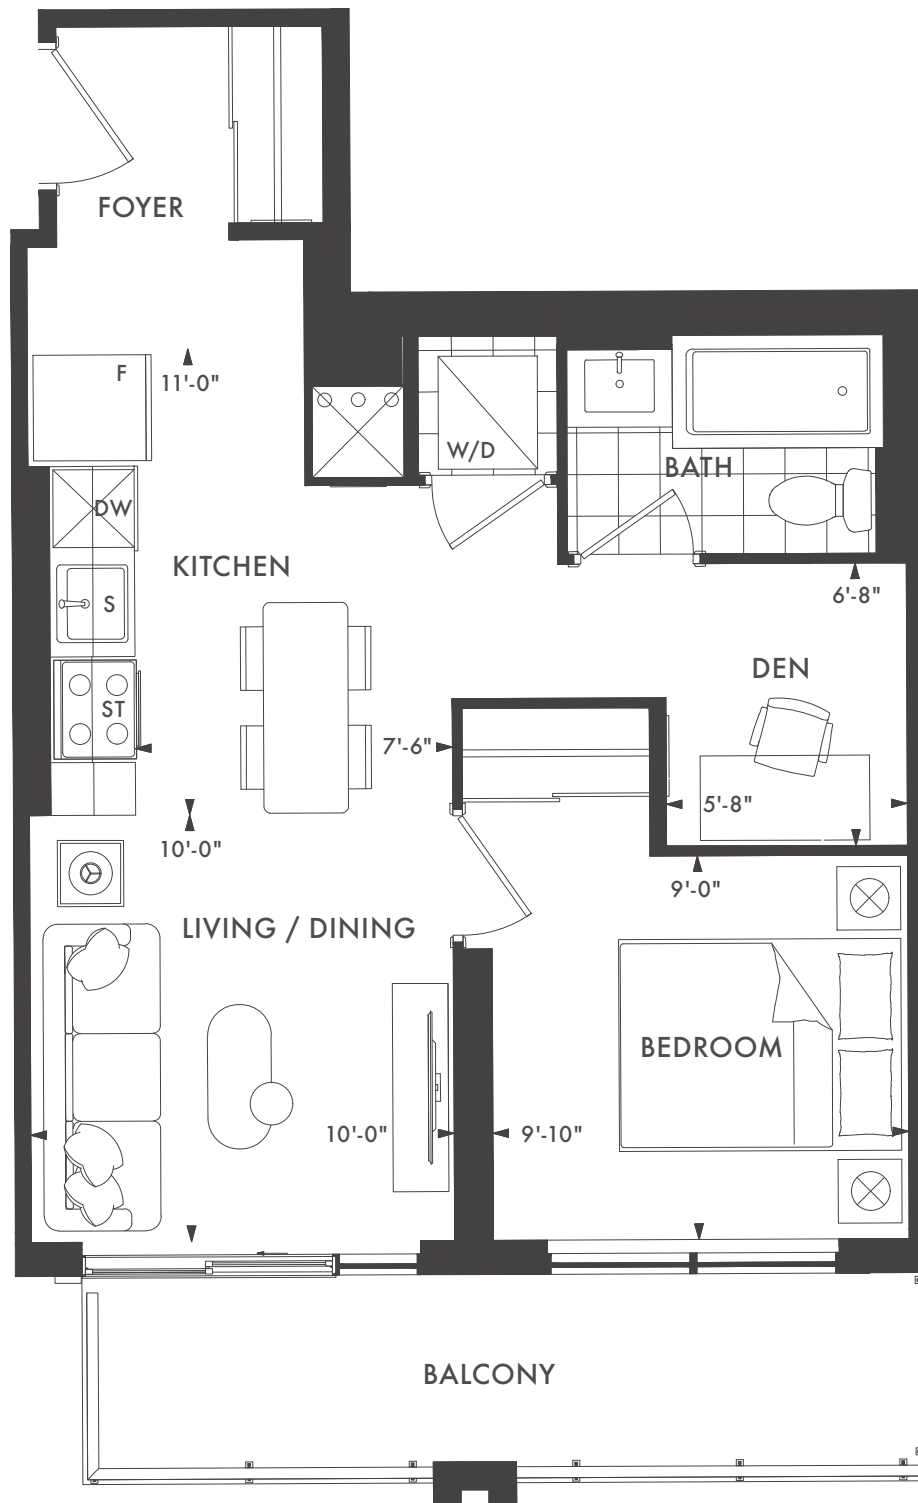 FOYER
F
11'-0"
W/D
BATH
DW
KITCHEN
6'-8"
S
DEN
ST
7'-6"
5'-8"
10'-0"
9'-0"
LIVING / DINING
BEDROOM
10'-0"
9'-10"
BALCONY